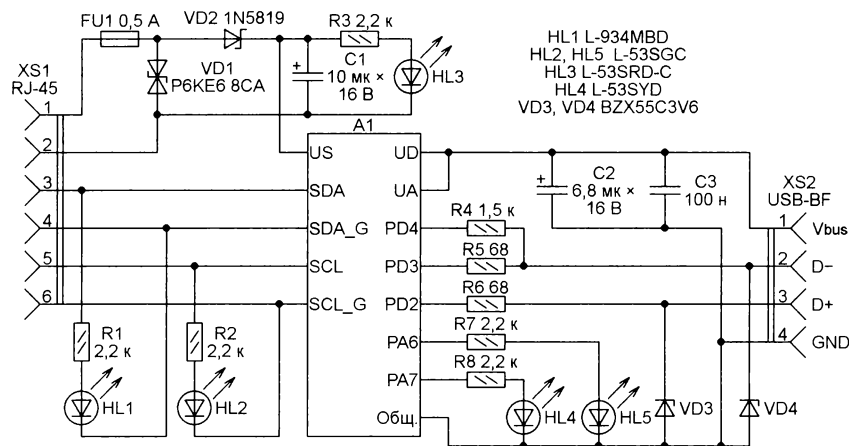 FU1 0,5 А
VD2 1N5819
R3 2,2 к
HL1 L-934MBD
HL2, HL5 L-53SGC
HL3 L-53SRD-C
HL4 L-53SYD
VD3, VD4 BZX55C3V6
XS1
RJ-45
VD1
P6KE6 8CA
+
C1
10 мк ×
16 В
HL3
1
2
3
4
5
6
A1
US
SDA
SDA_G
SCL
SCL_G
UD
UA
PD4
PD3
PD2
PA6
PA7
Общ.
R4 1,5 к
R5 68
R6 68
R7 2,2 к
R8 2,2 к
+
C2
6,8 мк ×
16 В
C3
100 н
XS2
USB-BF
1
Vbus
2
D−
3
D+
4
GND
R1
2,2 к
R2
2,2 к
HL1
HL2
HL4
HL5
VD3
VD4